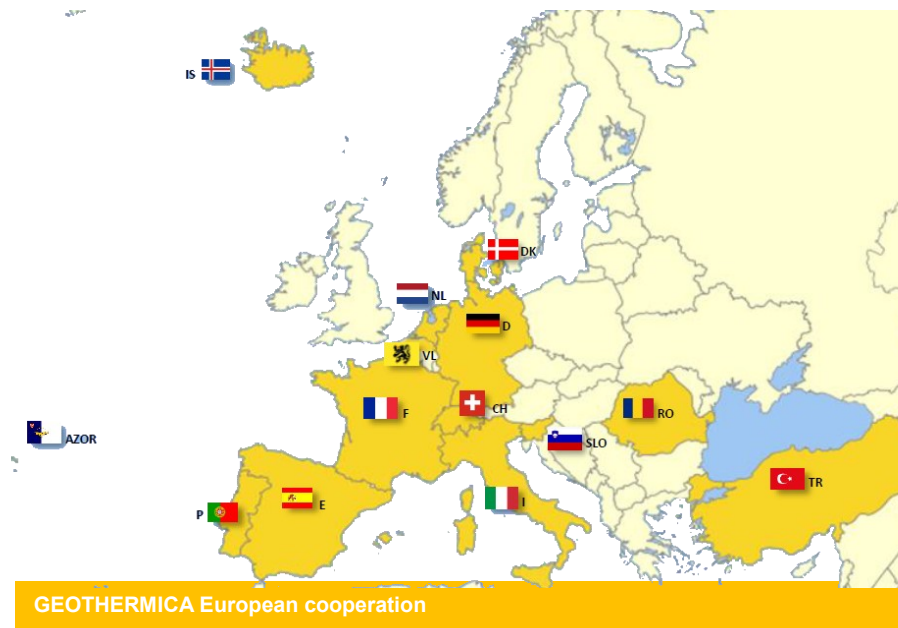 IS
DK
NL
D
VL
CH
F
RO
AZOR
SLO
TR
E
I
P
GEOTHERMICA European cooperation